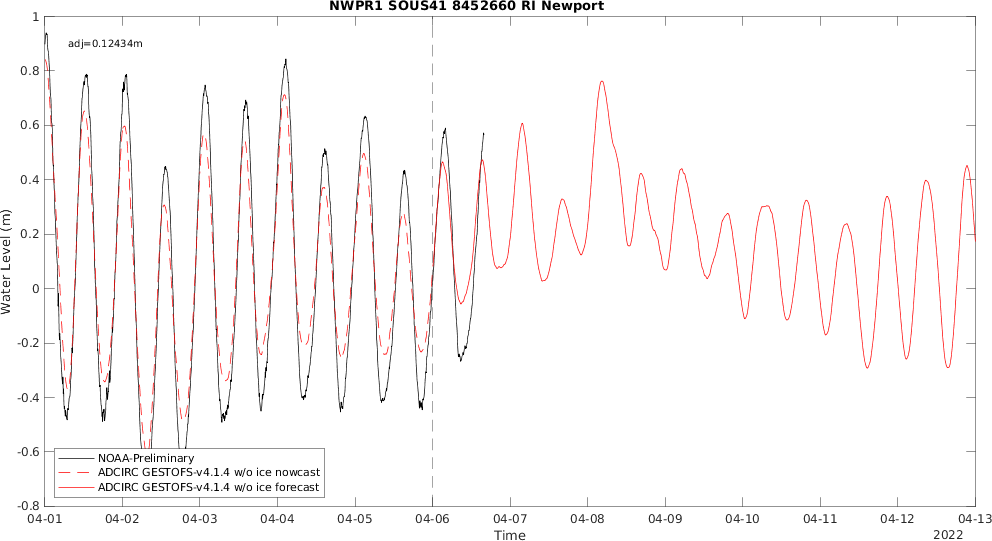 NWPR1 SOUS41 8452660 RI Newport
1
0.8
0.6
0.4
0.2
0
-0.2
-0.4
-0.6
-0.8
Water Level (m)
adj=0.12434m
NOAA-Preliminary
ADCIRC GESTOFS-v4.1.4 w/o ice nowcast
ADCIRC GESTOFS-v4.1.4 w/o ice forecast
04-01 04-02 04-03 04-04 04-05 04-06 04-07 04-08 04-09 04-10 04-11 04-12 04-13
Time
2022